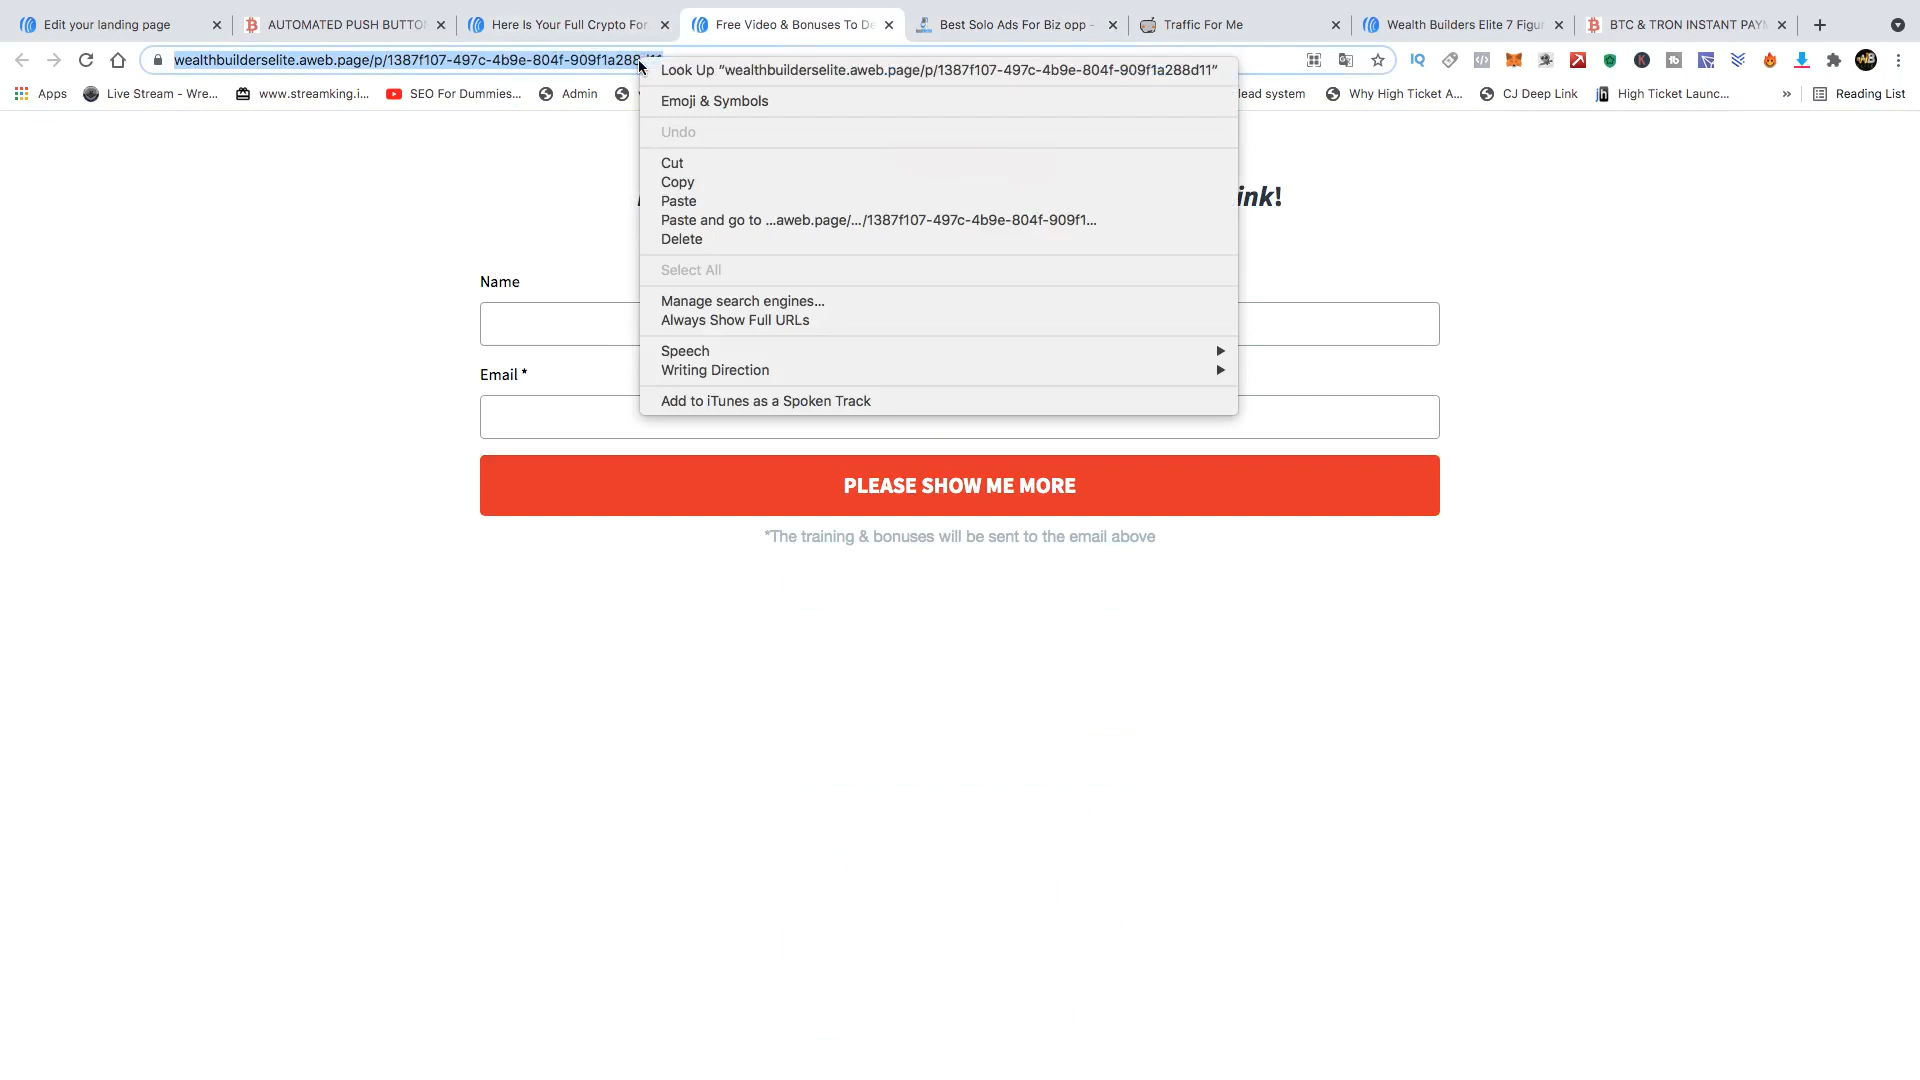 Edit your landing page
AUTOMATED PUSH BUTTO
Here Is Your Full Crypto For
Free Video & Bonuses To De
Best Solo Ads For Biz opp -
Traffic For Me
Wealth Builders Elite 7 Figur
BTC & TRON INSTANT PAYM
wealthbuilderselite.aweb.page/p/1387f107-497c-4b9e-804f-909f1a288d11
Apps
Live Stream - Wre...
www.streamking.i...
SEO For Dummies...
Admin
lead system
Why High Ticket A...
CJ Deep Link
High Ticket Launc...
»
Reading List
Look Up “wealthbuilderselite.aweb.page/p/1387f107-497c-4b9e-804f-909f1a288d11”
Emoji & Symbols
Undo
Cut
Copy
Paste
Paste and go to ...aweb.page/.../1387f107-497c-4b9e-804f-909f1...
Delete
Select All
Manage search engines...
Always Show Full URLs
Speech
Writing Direction
Add to iTunes as a Spoken Track
ink!
Name
Email *
PLEASE SHOW ME MORE
*The training & bonuses will be sent to the email above